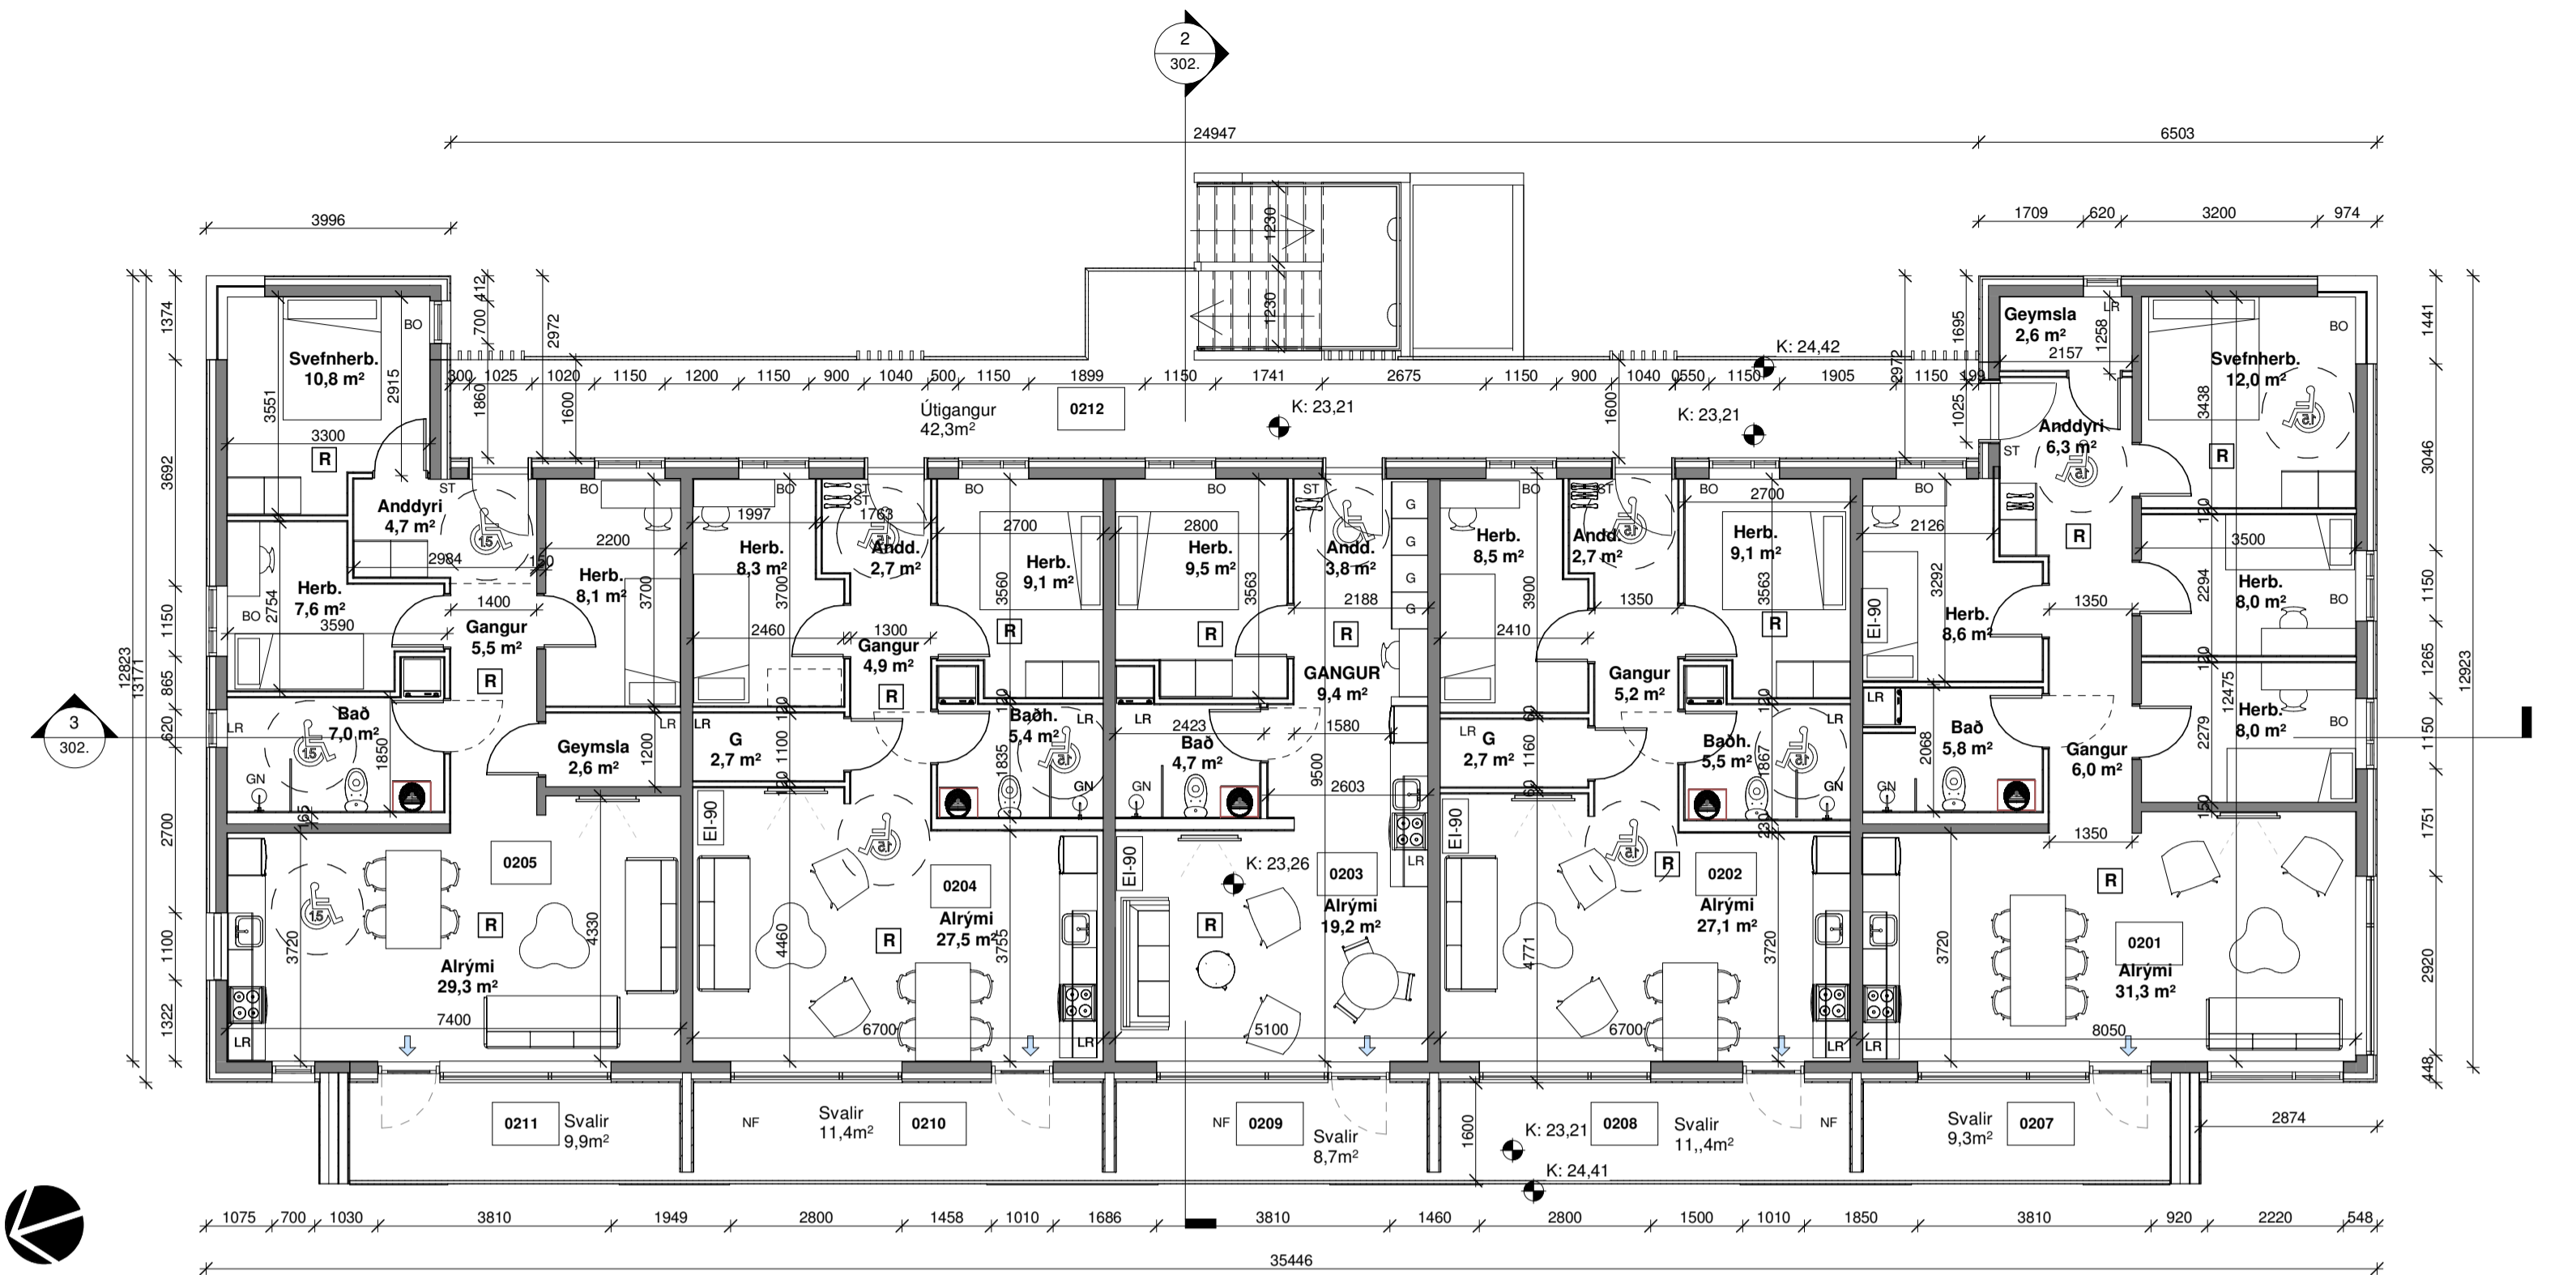 2
302.
24947
6503
3996
1709
620
3200
974
1230
1230
412
700
2972
1860
1600
300
1025
1020
1150
1200
1150
900
1040
500
1150
1899
1150
1741
2675
1150
900
1040
0550
1150
1905
1150
199
K: 24,42
2972
1695
1025
1600
Útigangur
42,3m²
0212
K: 23,21
K: 23,21
12823
13171
1374
3692
1150
865
620
2700
1100
1322
3
302.
Svefnherb.
10,8 m²
BO
3551
2915
3300
R
ST
Anddyri
4,7 m²
15
2984
150
Herb.
7,6 m²
2754
BO
3590
1400
Gangur
5,5 m²
R
BO
2200
Herb.
8,1 m²
3700
Bað
7,0 m²
LR
15
1850
GN
165
Geymsla
2,6 m²
1200
LR
0205
15
3720
R
4330
Alrými
29,3 m²
7400
LR
BO
1997
Herb.
8,3 m²
3700
2460
ST
ST
1763
Andd.
2,7 m²
1300
Gangur
4,9 m²
R
BO
2700
Herb.
9,1 m²
3560
R
LR
G
2,7 m²
120
1100
120
120
Baðh.
5,4 m²
LR
1835
GN
EI-90
0204
Alrými
27,5 m²
R
4460
3755
6700
LR
BO
2800
Herb.
9,5 m²
3563
R
ST
Andd.
3,8 m²
G
G
G
G
2188
R
GANGUR
9,4 m²
LR
2423
Bað
4,7 m²
GN
1580
9500
2603
LR
EI-90
K: 23,26
0203
Alrými
19,2 m²
R
5100
BO
Herb.
8,5 m²
3900
2410
ST
Andd.
2,7 m²
1350
Gangur
5,2 m²
BO
2700
Herb.
9,1 m²
3563
R
LR
G
2,7 m²
60
1160
60
120
Baðh.
5,5 m²
LR
1867
GN
230
EI-90
R
0202
Alrými
27,1 m²
4771
3720
6700
LR
BO
2126
3292
EI-90
Herb.
8,6 m²
LR
Bað
5,8 m²
2068
GN
Geymsla
2,6 m²
LR
1258
2157
Anddyri
6,3 m²
ST
R
1350
Gangur
6,0 m²
1350
BO
Svefnherb.
12,0 m²
3438
R
120
3500
Herb.
8,0 m²
2294
BO
120
12475
Herb.
8,0 m²
2279
BO
150
R
0201
Alrými
31,3 m²
3720
8050
LR
1441
3046
1150
1265
1150
1751
2920
448
12923
0211
Svalir
9,9m²
NF
Svalir
11,4m²
0210
NF
0209
Svalir
8,7m²
1600
K: 23,21
0208
Svalir
11,,4m²
K: 24,41
NF
Svalir
9,3m²
0207
2874
1075
700
1030
3810
1949
2800
1458
1010
1686
3810
1460
2800
1500
1010
1850
3810
920
2220
548
35446